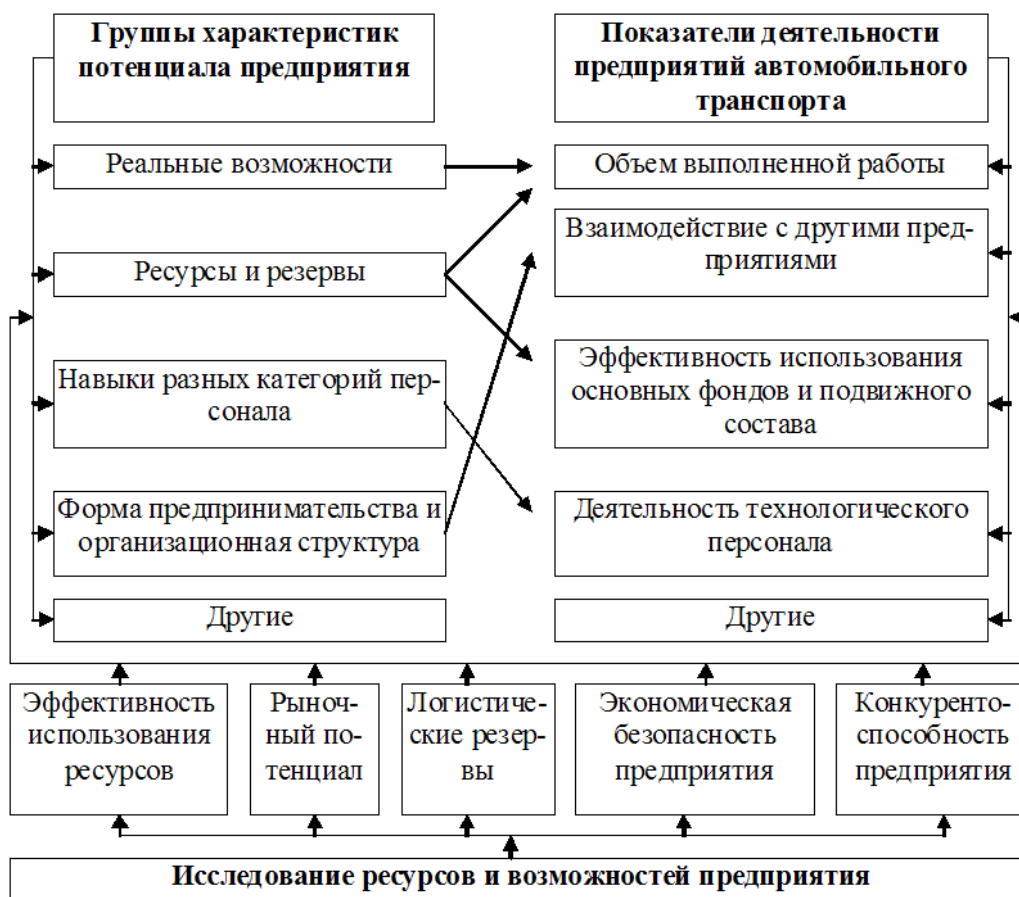 Группы характеристик
потенциала предприятия
Показатели деятельности
предприятий автомобильного
транспорта
Реальные возможности
Объем выполненной работы
Ресурсы и резервы
Взаимодействие с другими пред-
приятиями
Навыки разных категорий пер-
сонала
Эффективность использования
основных фондов и подвижного
состава
Форма предпринимательства и
организационная структура
Деятельность технологического
персонала
Другие
Другие
Эффективность
использования
ресурсов
Рыноч-
ный по-
тенциал
Логистиче-
ские резер-
вы
Экономическая
безопасность
предприятия
Конкуренто-
способность
предприятия
Исследование ресурсов и возможностей предприятия